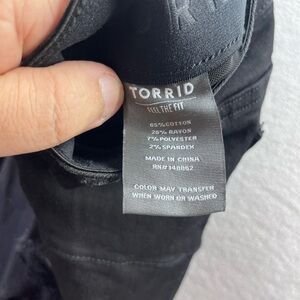 TORRID
FEEL THE FIT
65% COTTON
26% RAYON
7% POLYESTER
2% SPANDEX
MADE IN CHINA
RN# 148862
COLOR MAY TRANSFER
WHEN WORN OR WASHED